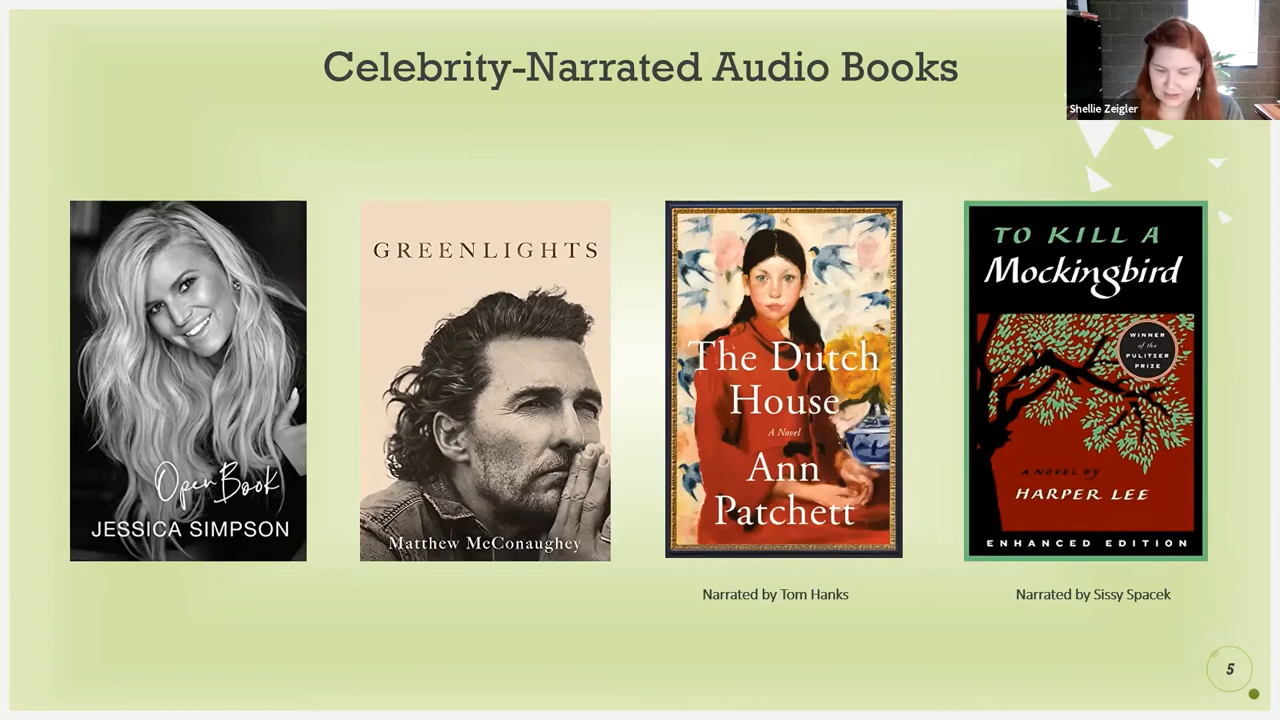 Celebrity-Narrated Audio Books
Shellie Zeigler
Open Book
JESSICA SIMPSON
GREENLIGHTS
Matthew McConaughey
The Dutch
House
A Novel
Ann
Patchett
Narrated by Tom Hanks
TO KILL A
Mockingbird
WINNER
of the
PULITZER
PRIZE
A NOVEL BY
HARPER LEE
ENHANCED EDITION
Narrated by Sissy Spacek
5